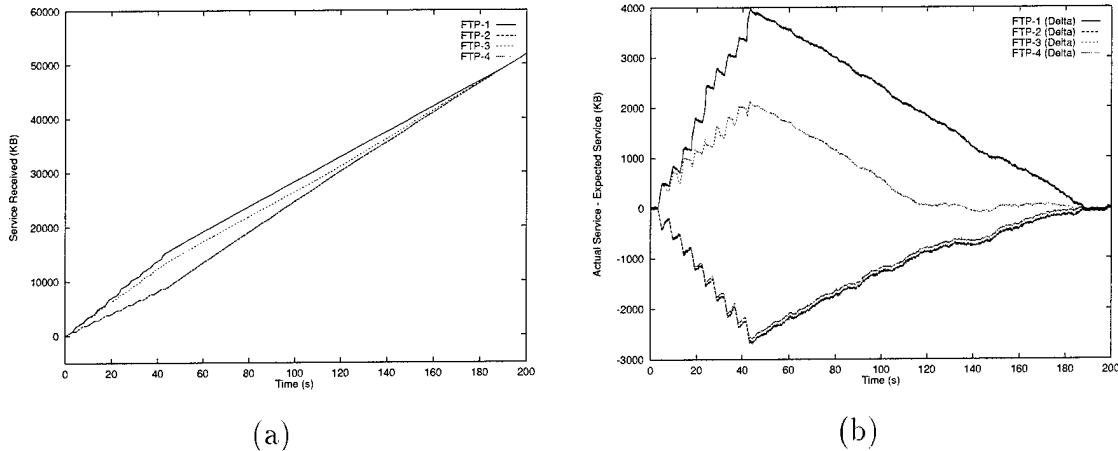 60000
50000
40000
30000
20000
10000
0
0 20 40 60 80 100 120 140 160 180 200
Service Received (KB)
Time (s)
FTP-1
FTP-2
FTP-3
FTP-4
(a)
4000
3000
2000
1000
0
-1000
-2000
-3000
0 20 40 60 80 100 120 140 160 180 200
Actual Service - Expected Service (KB)
Time (s)
FTP-1 (Delta)
FTP-2 (Delta)
FTP-3 (Delta)
FTP-4 (Delta)
(b)